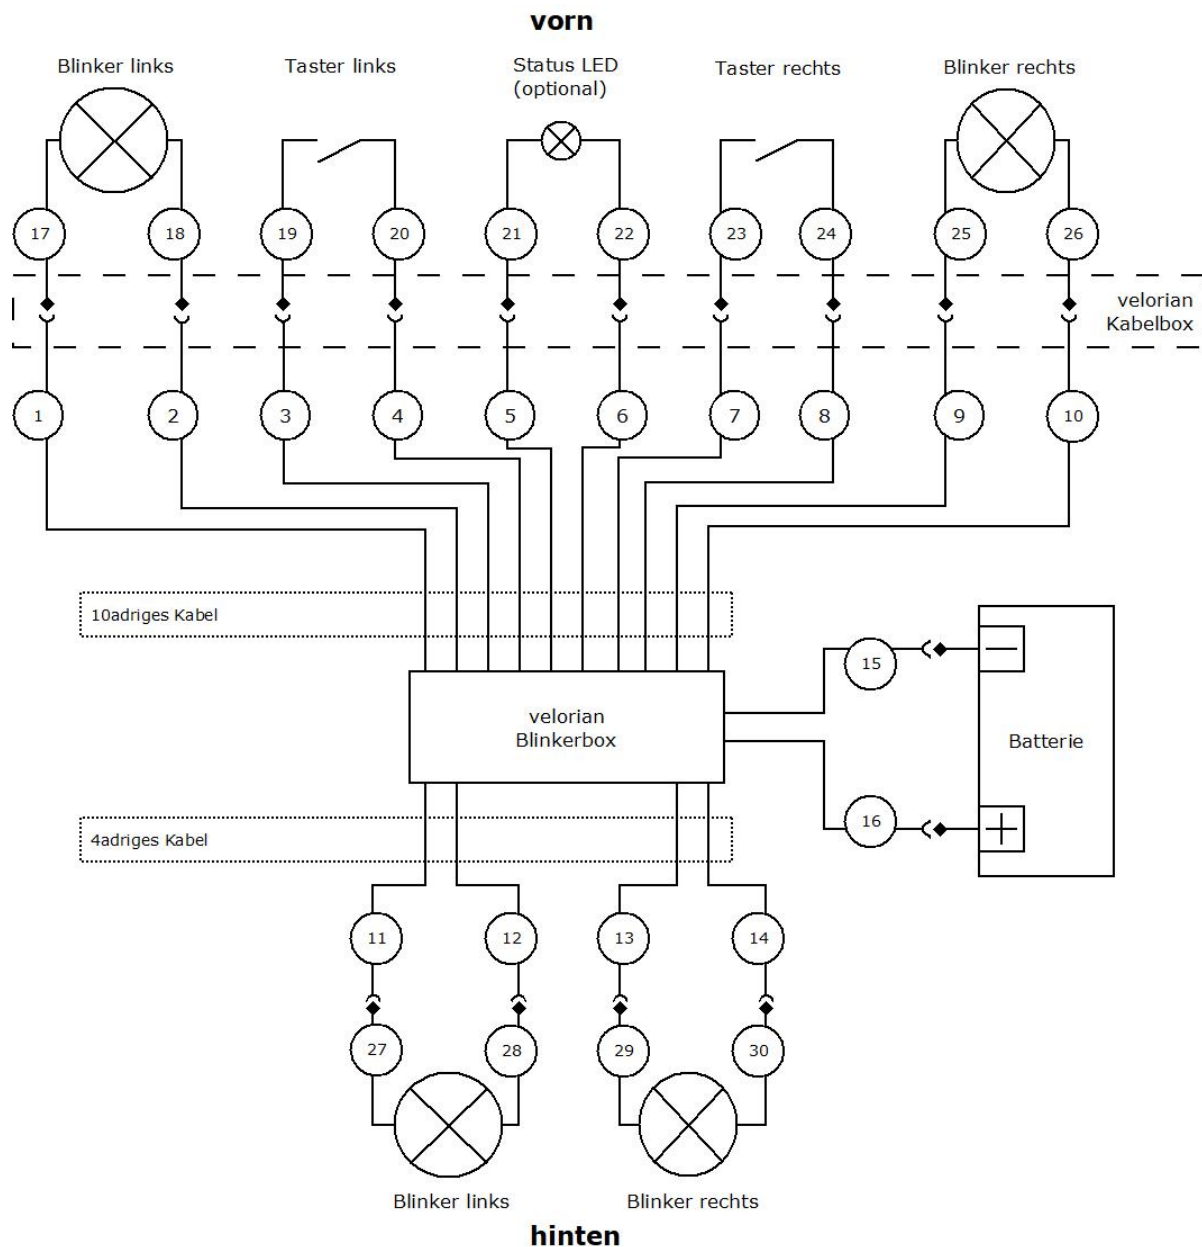 vorn
Blinker links
Taster links
Status LED
(optional)
Taster rechts
Blinker rechts
17
18
19
20
21
22
23
24
25
26
velorian
Kabelbox
1
2
3
4
5
6
7
8
9
10
10adriges Kabel
15
velorian
Blinkerbox
Batterie
16
4adriges Kabel
11
12
13
14
27
28
29
30
Blinker links
Blinker rechts
hinten